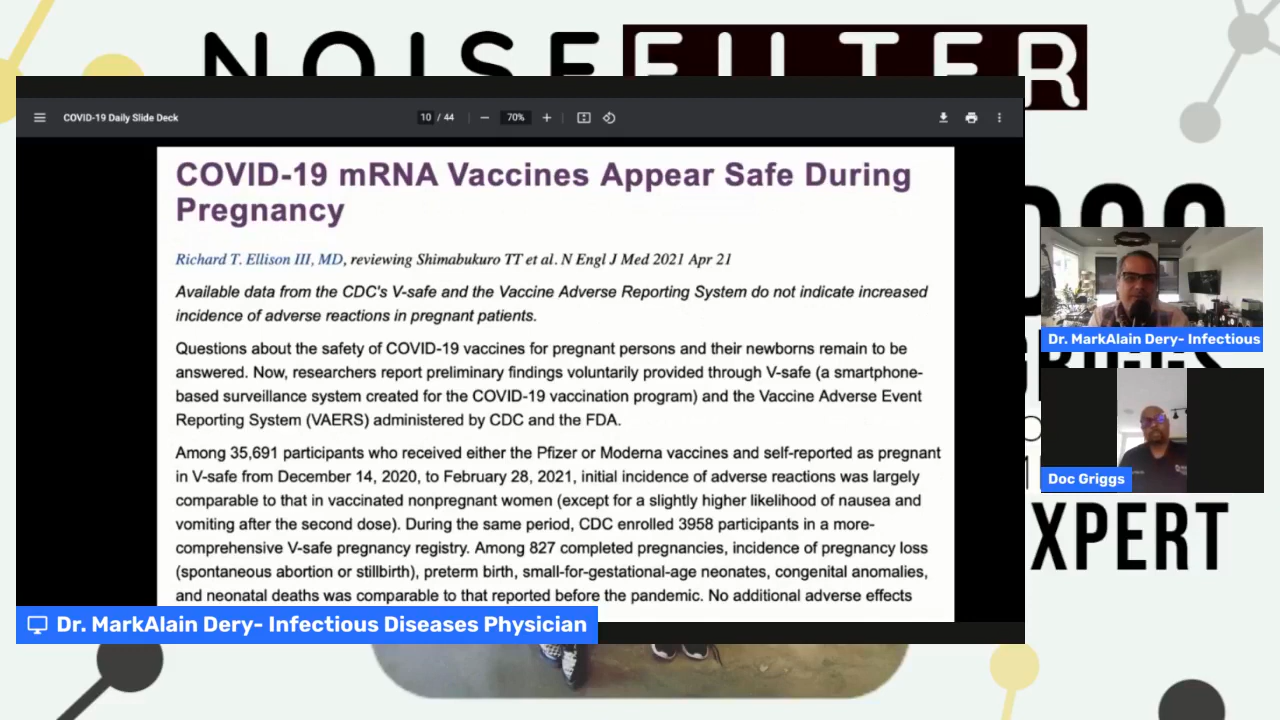 NOISE FILTER
COVID-19 Daily Slide Deck
10 / 44
70%
COVID-19 mRNA Vaccines Appear Safe During
Pregnancy
Richard T. Ellison III, MD, reviewing Shimabukuro TT et al. N Engl J Med 2021 Apr 21
Available data from the CDC's V-safe and the Vaccine Adverse Reporting System do not indicate increased
incidence of adverse reactions in pregnant patients.
Questions about the safety of COVID-19 vaccines for pregnant persons and their newborns remain to be
answered. Now, researchers report preliminary findings voluntarily provided through V-safe (a smartphone-
based surveillance system created for the COVID-19 vaccination program) and the Vaccine Adverse Event
Reporting System (VAERS) administered by CDC and the FDA.
Among 35,691 participants who received either the Pfizer or Moderna vaccines and self-reported as pregnant
in V-safe from December 14, 2020, to February 28, 2021, initial incidence of adverse reactions was largely
comparable to that in vaccinated nonpregnant women (except for a slightly higher likelihood of nausea and
vomiting after the second dose). During the same period, CDC enrolled 3958 participants in a more-
comprehensive V-safe pregnancy registry. Among 827 completed pregnancies, incidence of pregnancy loss
(spontaneous abortion or stillbirth), preterm birth, small-for-gestational-age neonates, congenital anomalies,
and neonatal deaths was comparable to that reported before the pandemic. No additional adverse effects
Dr. MarkAlain Dery- Infectious Diseases Physician
Dr. MarkAlain Dery- Infectious
Doc Griggs
XPERT